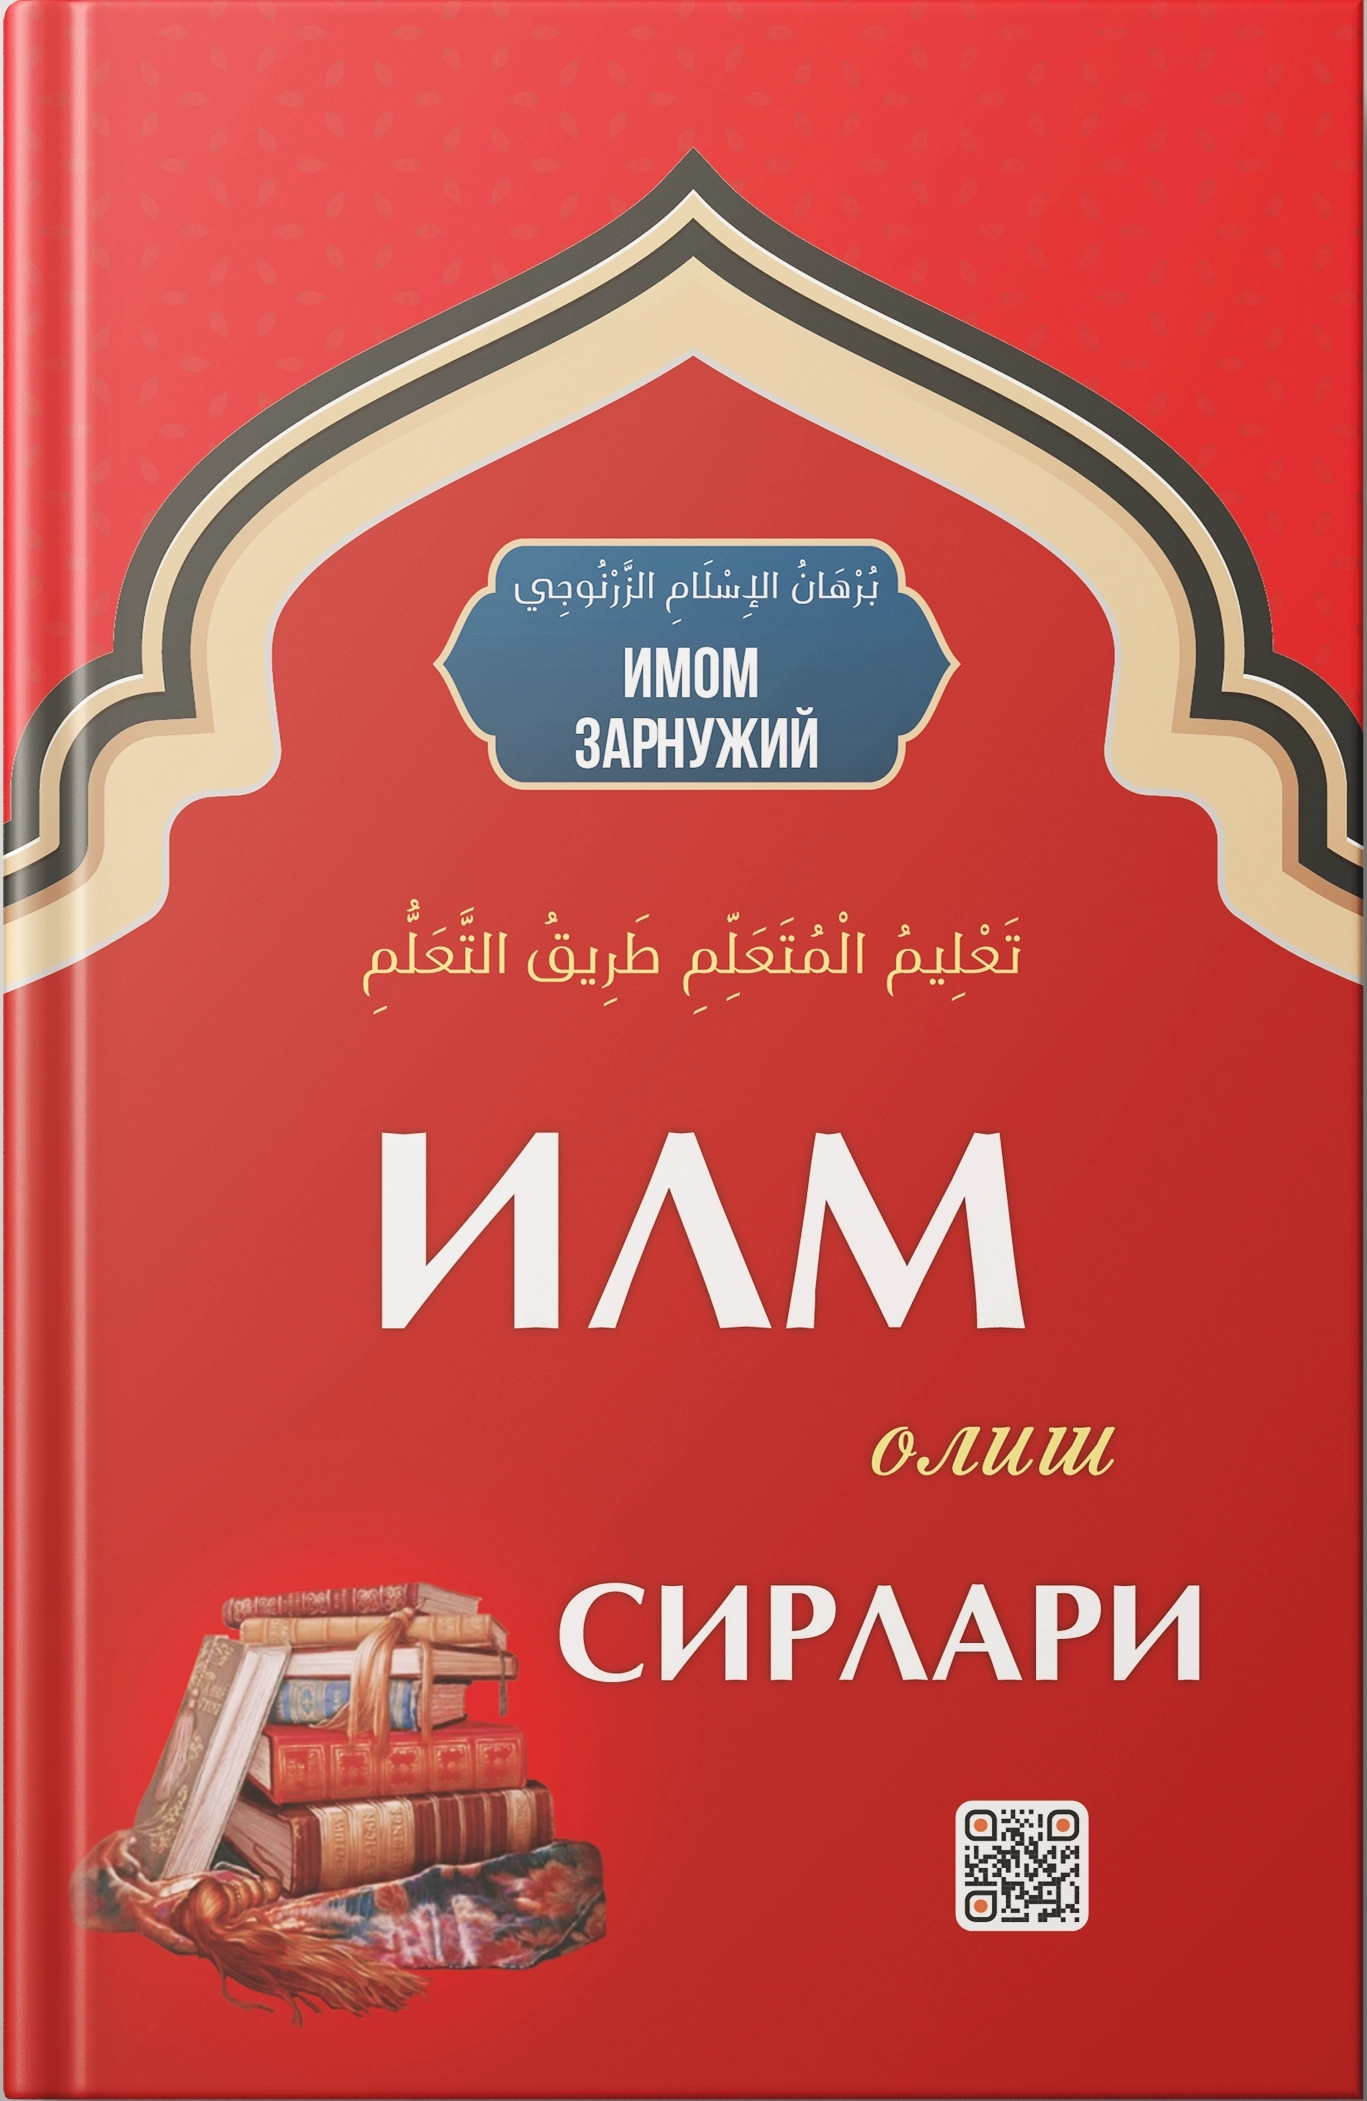 بُرْهَانُ الإِسْلَامِ الزَّرْنُوجِي
ИМОМ
ЗАРНУЖИЙ
تَعْلِيمُ الْمُتَعَلِّمِ طَرِيقُ التَّعَلُّمِ
ИЛМ
олиш
СИРЛАРИ